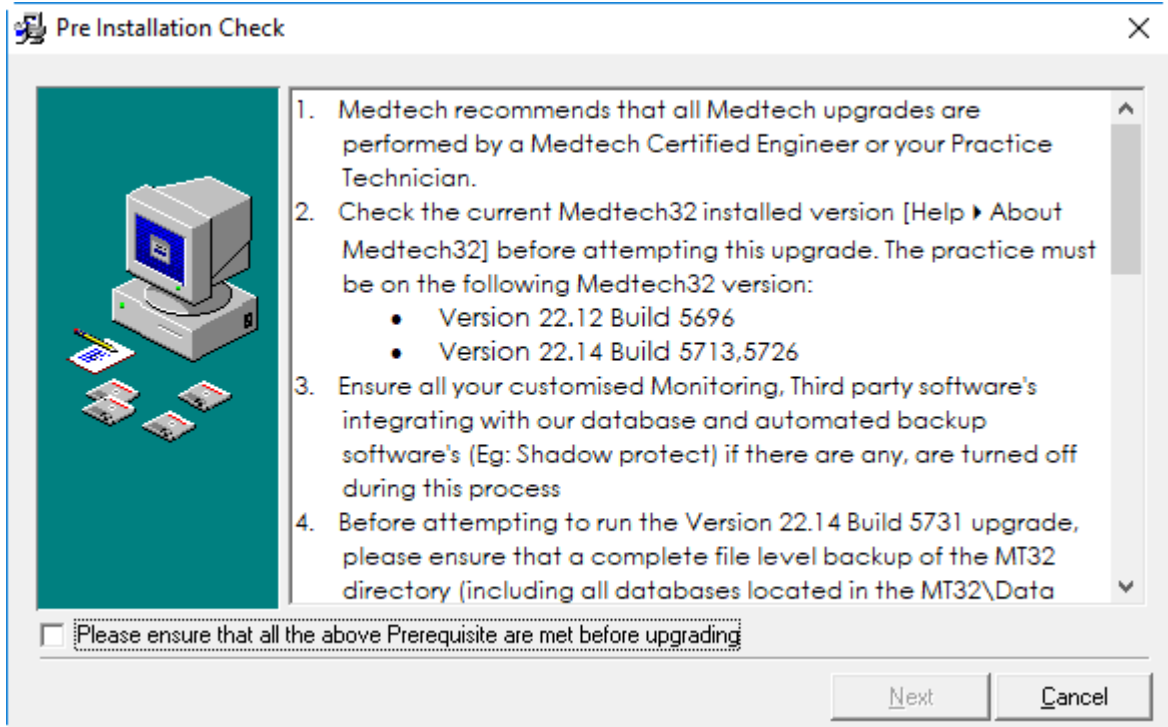 Pre Installation Check
1. Medtech recommends that all Medtech upgrades are
performed by a Medtech Certified Engineer or your Practice
Technician.
2. Check the current Medtech32 installed version [Help ▸ About
Medtech32] before attempting this upgrade. The practice must
be on the following Medtech32 version:
• Version 22.12 Build 5696
• Version 22.14 Build 5713,5726
3. Ensure all your customised Monitoring, Third party software's
integrating with our database and automated backup
software's (Eg: Shadow protect) if there are any, are turned off
during this process
4. Before attempting to run the Version 22.14 Build 5731 upgrade,
please ensure that a complete file level backup of the MT32
directory (including all databases located in the MT32\Data
Please ensure that all the above Prerequisite are met before upgrading
Next
Cancel